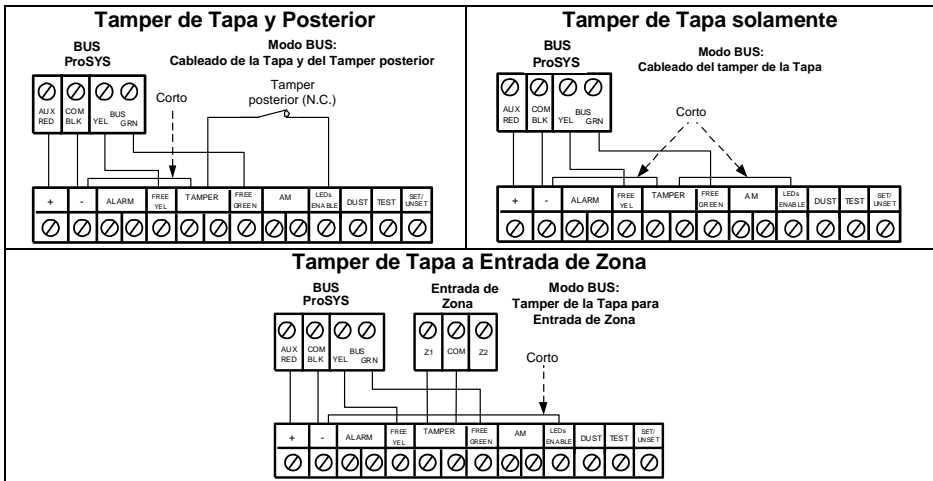 Tamper de Tapa y Posterior
BUS
ProSYS
Modo BUS:
Cableado de la Tapa y del Tamper posterior
Tamper
posterior (N.C.)
Corto
AUX
RED
COM
BLK
YEL
BUS
GRN
+
-
ALARM
FREE
YEL
TAMPER
FREE
GREEN
AM
LEDs
ENABLE
DUST
TEST
SET/
UNSET
Tamper de Tapa solamente
BUS
ProSYS
Modo BUS:
Cableado del tamper de la Tapa
Corto
AUX
RED
COM
BLK
YEL
BUS
GRN
+
-
ALARM
FREE
YEL
TAMPER
FREE
GREEN
AM
LEDs
ENABLE
DUST
TEST
SET/
UNSET
Tamper de Tapa a Entrada de Zona
BUS
ProSYS
Entrada de
Zona
Modo BUS:
Tamper de la Tapa para
Entrada de Zona
AUX
RED
COM
BLK
YEL
BUS
GRN
Z1
COM
Z2
Corto
+
-
ALARM
FREE
YEL
TAMPER
FREE
GREEN
AM
LEDs
ENABLE
DUST
TEST
SET/
UNSET